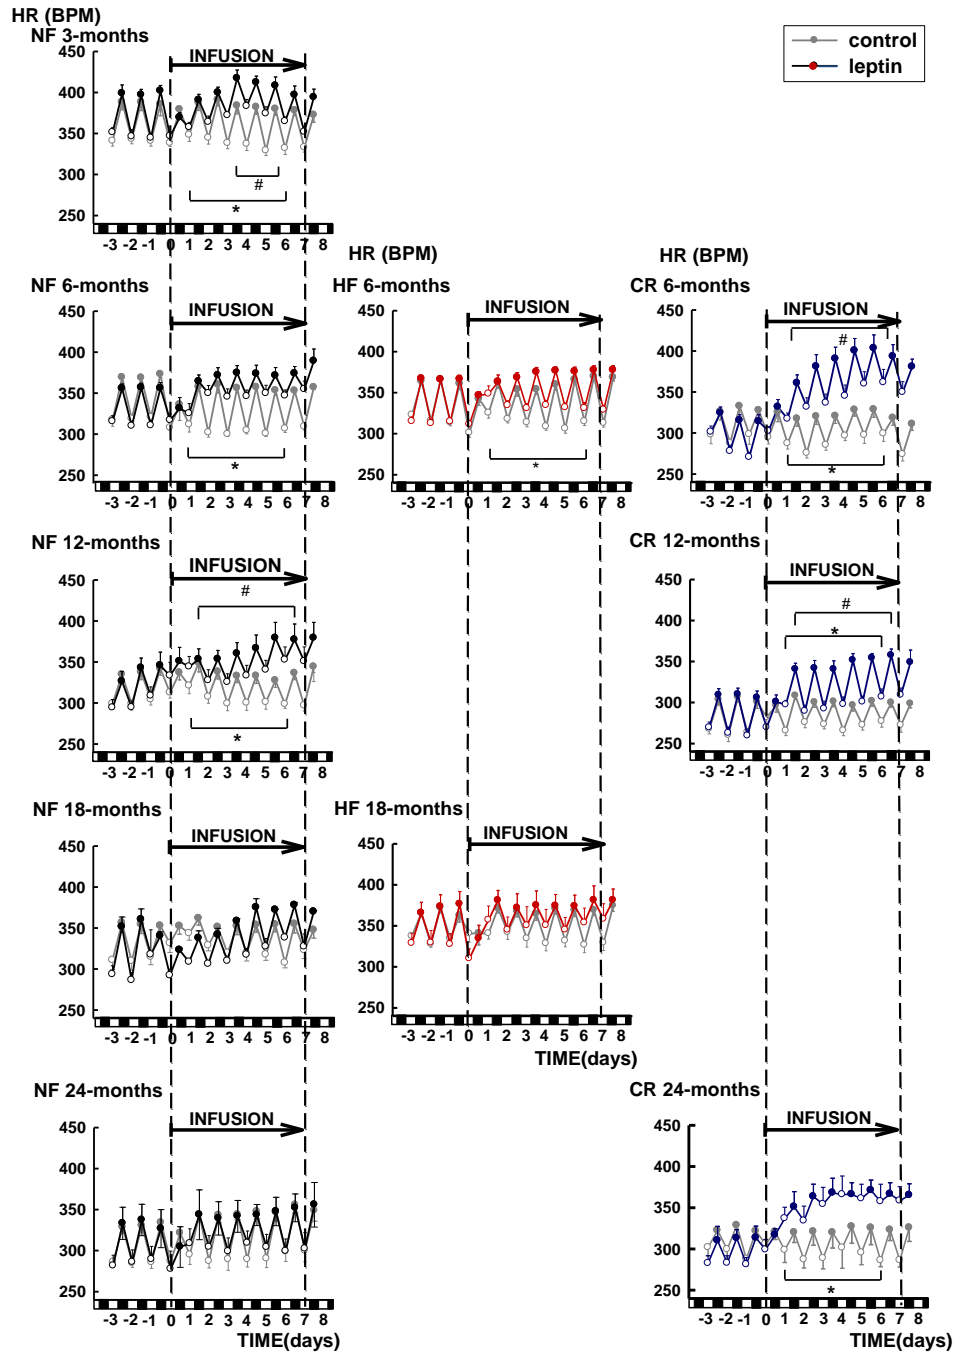 HR (BPM)
NF 3-months
450
400
350
300
250
INFUSION
#
*
-3 -2 -1 0 1 2 3 4 5 6 7 8
control
leptin
NF 6-months
450
400
350
300
250
INFUSION
*
-3 -2 -1 0 1 2 3 4 5 6 7 8
HR (BPM)
HF 6-months
450
400
350
300
250
INFUSION
*
-3 -2 -1 0 1 2 3 4 5 6 7 8
HR (BPM)
CR 6-months
450
400
350
300
250
INFUSION
#
*
-3 -2 -1 0 1 2 3 4 5 6 7 8
NF 12-months
450
400
350
300
250
INFUSION
#
*
-3 -2 -1 0 1 2 3 4 5 6 7 8
CR 12-months
450
400
350
300
250
INFUSION
#
*
-3 -2 -1 0 1 2 3 4 5 6 7 8
NF 18-months
450
400
350
300
250
INFUSION
-3 -2 -1 0 1 2 3 4 5 6 7 8
HF 18-months
450
400
350
300
250
INFUSION
-3 -2 -1 0 1 2 3 4 5 6 7 8
TIME(days)
NF 24-months
450
400
350
300
250
INFUSION
-3 -2 -1 0 1 2 3 4 5 6 7 8
TIME(days)
CR 24-months
450
400
350
300
250
INFUSION
*
-3 -2 -1 0 1 2 3 4 5 6 7 8
TIME(days)